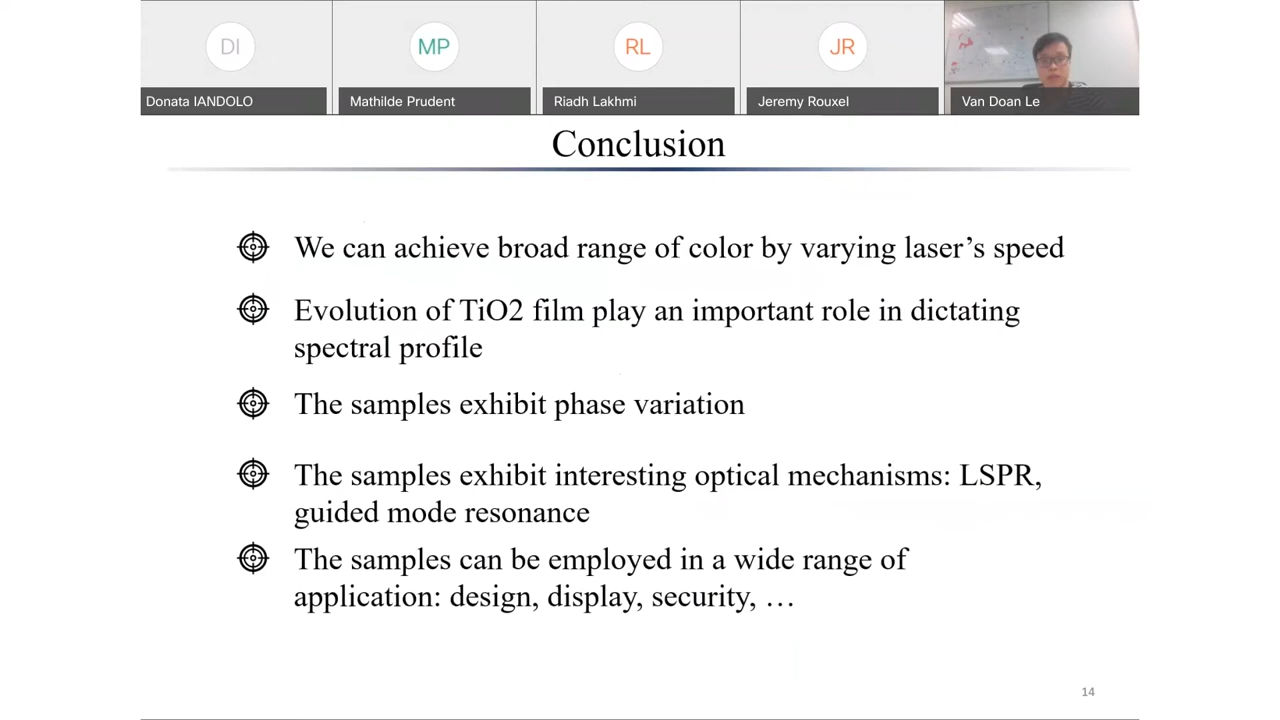 DI
MP
RL
JR
Donata IANDOLO
Mathilde Prudent
Riadh Lakhmi
Jeremy Rouxel
Van Doan Le
Conclusion
We can achieve broad range of color by varying laser’s speed
Evolution of TiO2 film play an important role in dictating
spectral profile
The samples exhibit phase variation
The samples exhibit interesting optical mechanisms: LSPR,
guided mode resonance
The samples can be employed in a wide range of
application: design, display, security, …
14